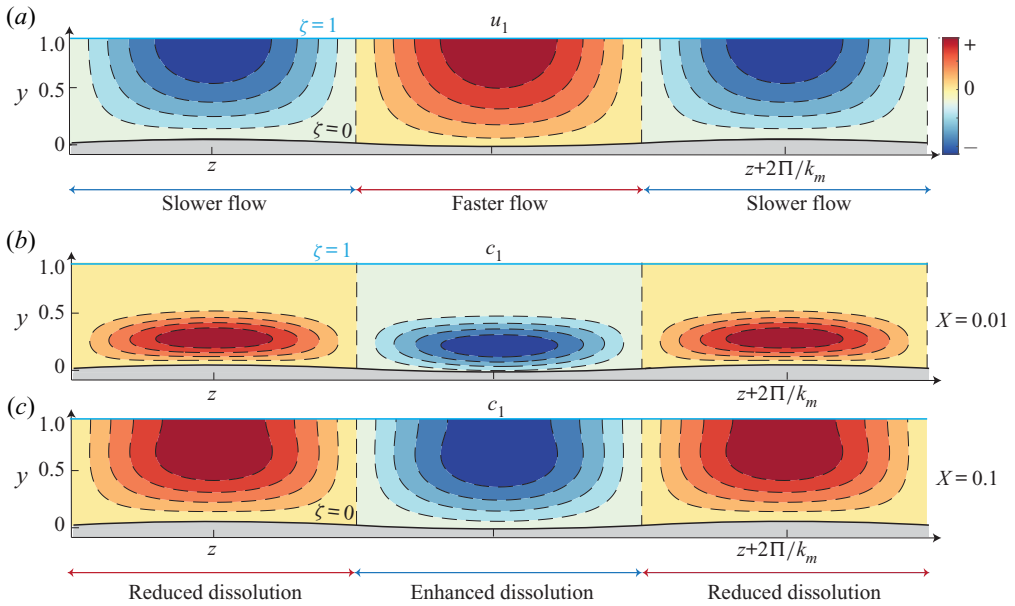 (a) ζ = 1 u₁
1.0 +
y 0.5 0
0 ζ = 0 —
z z+2Π/kₘ
Slower flow Faster flow Slower flow
(b) ζ = 1 c₁
1.0
y 0.5 X = 0.01
0
z z+2Π/kₘ
(c) c₁
1.0
y 0.5 X = 0.1
0 ζ = 0
z z+2Π/kₘ
Reduced dissolution Enhanced dissolution Reduced dissolution